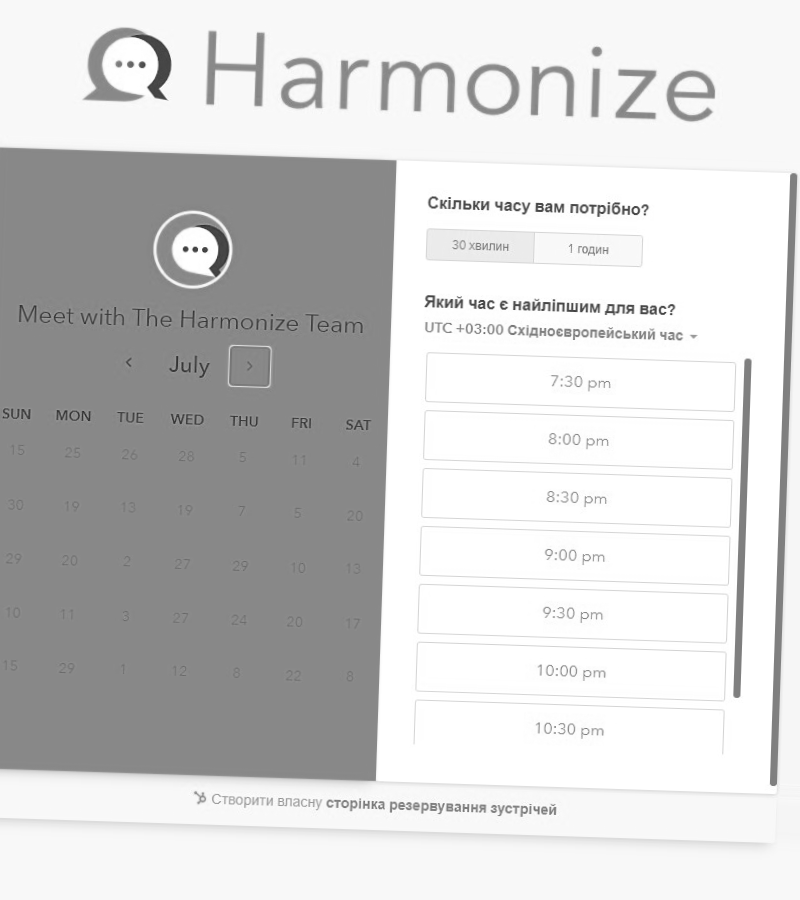 Harmonize
Meet with The Harmonize Team
July
SUN MON TUE WED THU FRI SAT
15 25 26 28 5 11 4
30 19 13 19 7 5 20
29 20 2 27 29 10 13
10 11 3 27 24 20 17
15 29 1 12 8 22 8
Скільки часу вам потрібно?
30 хвилин 1 годин
Який час є найліпшим для вас?
UTC +03:00 Східноєвропейський час
7:30 pm
8:00 pm
8:30 pm
9:00 pm
9:30 pm
10:00 pm
10:30 pm
Створити власну сторінка резервування зустрічей